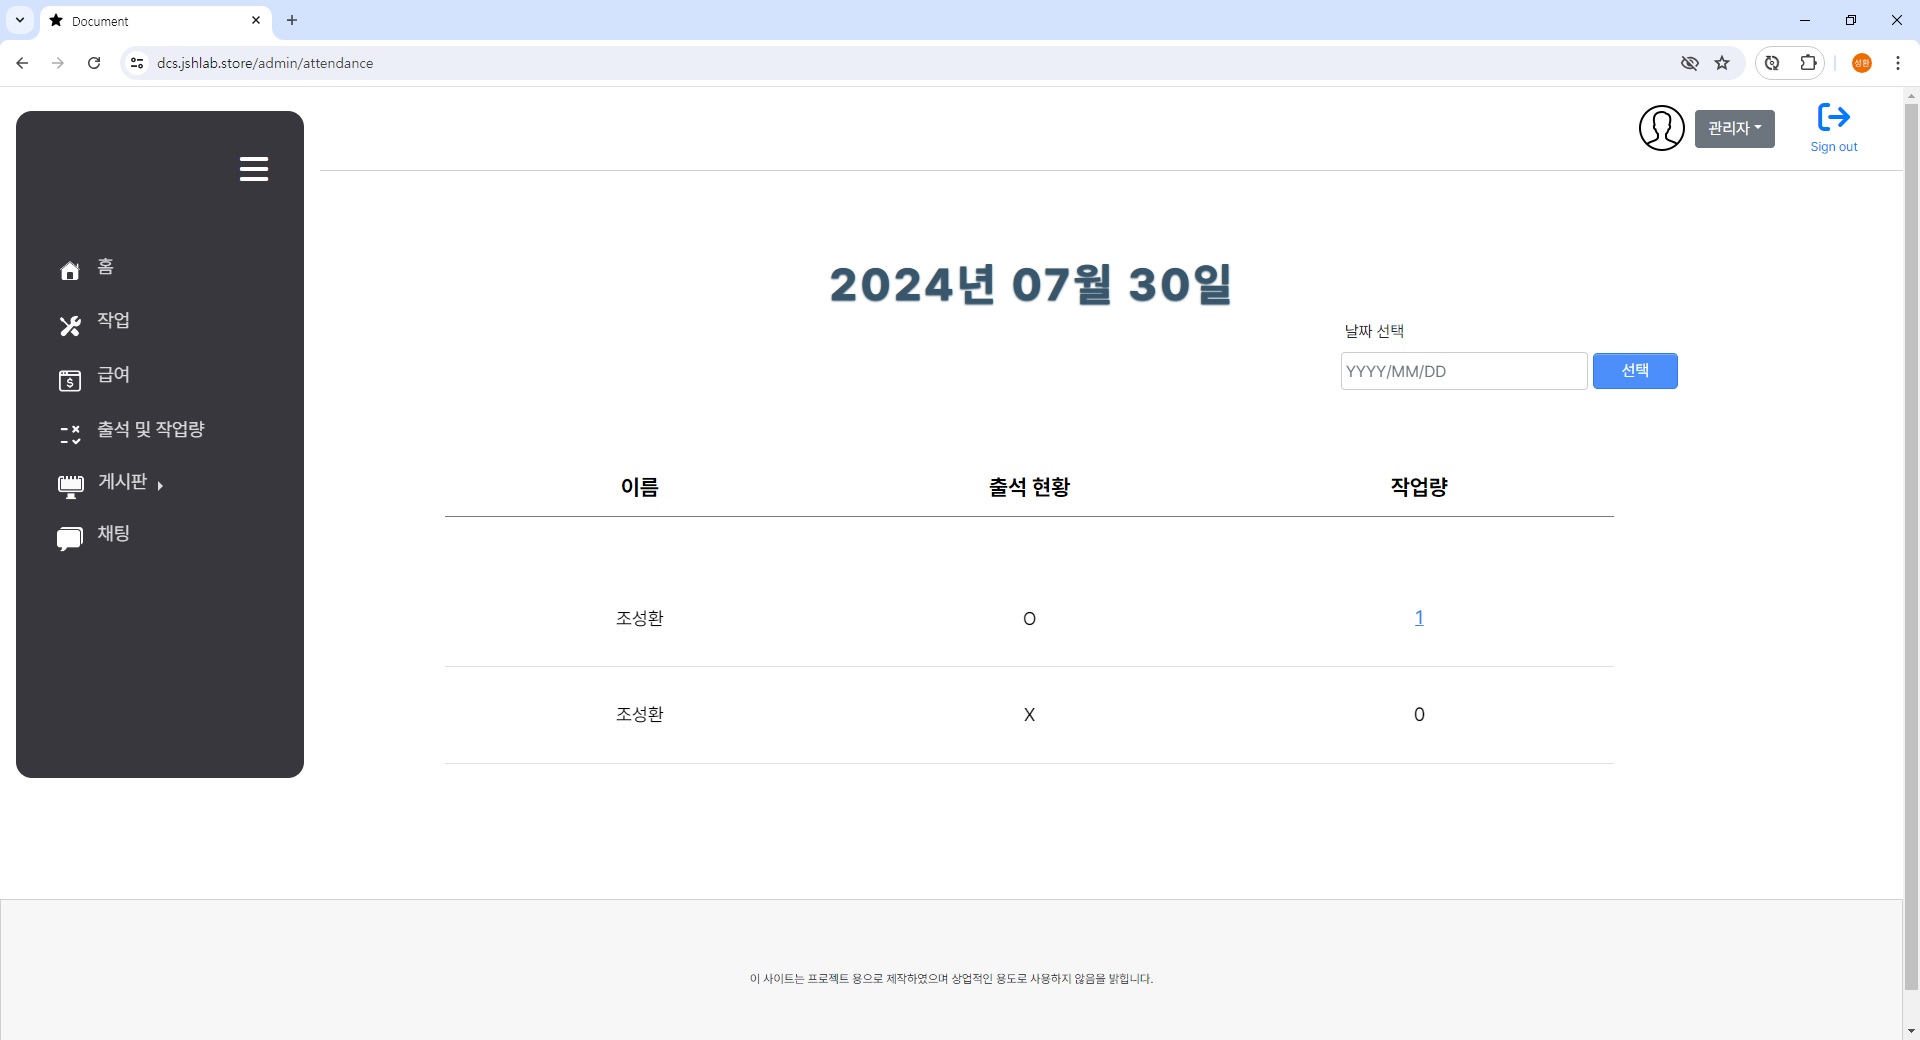 Document
dcs.jshlab.store/admin/attendance
성환
관리자
Sign out
홈
작업
급여
출석 및 작업량
게시판
채팅
2024년 07월 30일
날짜 선택
YYYY/MM/DD 선택
이름 출석 현황 작업량
조성환 O 1
조성환 X 0
이 사이트는 프로젝트 용으로 제작하였으며 상업적인 용도로 사용하지 않음을 밝힙니다.